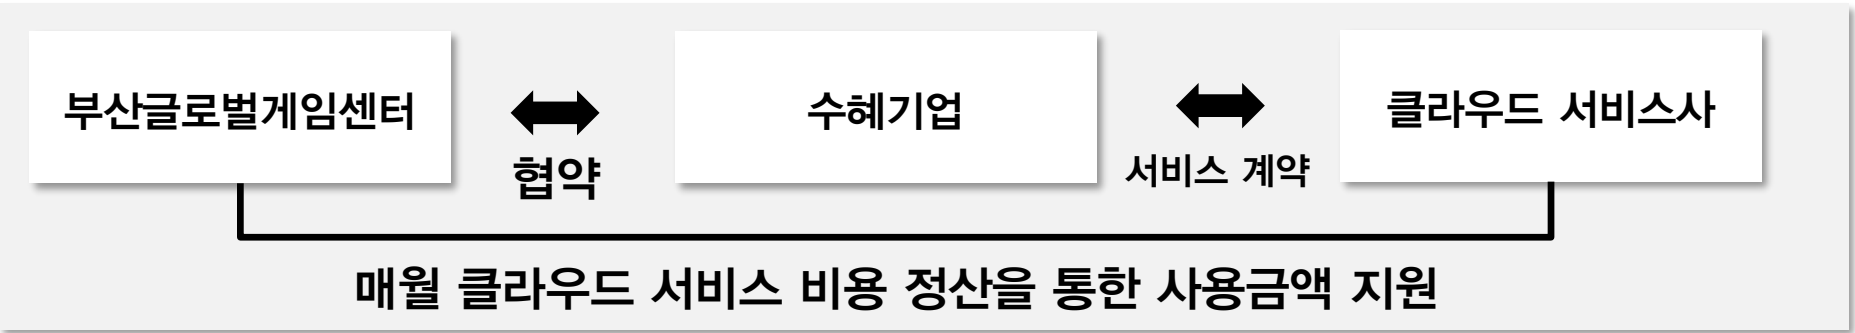 부산글로벌게임센터
협약
수혜기업
서비스 계약
클라우드 서비스사
매월 클라우드 서비스 비용 정산을 통한 사용금액 지원